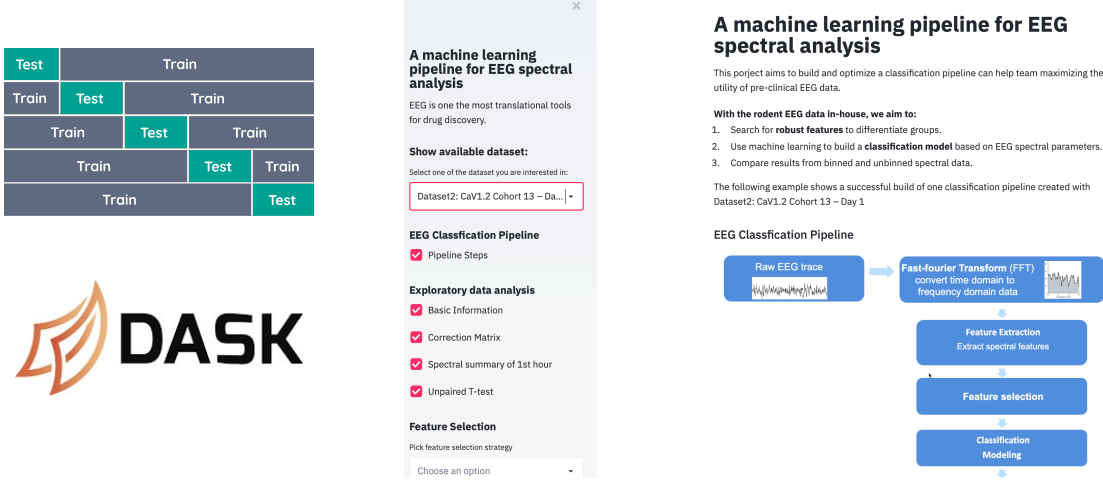 Test Train
Train Test Train
Train Test Train
Train Test Train
Train Test
DASK
×
A machine learning
pipeline for EEG spectral
analysis
EEG is one the most translational tools
for drug discovery.
Show available dataset:
Select one of the dataset you are interested in:
Dataset2: CaV1.2 Cohort 13 – Da...
EEG Classfication Pipeline
Pipeline Steps
Exploratory data analysis
Basic Information
Correction Matrix
Spectral summary of 1st hour
Unpaired T-test
Feature Selection
Pick feature selection strategy
Choose an option
A machine learning pipeline for EEG
spectral analysis
This porject aims to build and optimize a classification pipeline can help team maximizing the
utility of pre-clinical EEG data.
With the rodent EEG data in-house, we aim to:
1. Search for robust features to differentiate groups.
2. Use machine learning to build a classification model based on EEG spectral parameters.
3. Compare results from binned and unbinned spectral data.
The following example shows a successful build of one classification pipeline created with
Dataset2: CaV1.2 Cohort 13 – Day 1
EEG Classfication Pipeline
Raw EEG trace
Fast-fourier Transform (FFT)
convert time domain to
frequency domain data
Feature Extraction
Extract spectral features
Feature selection
Classification
Modeling